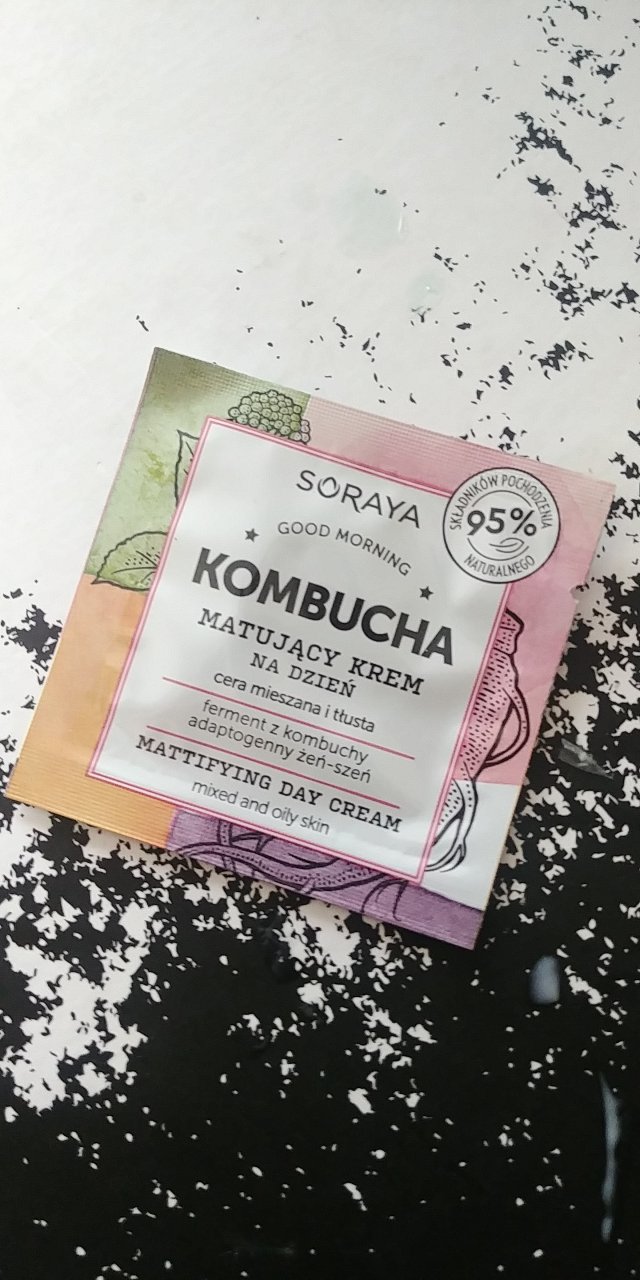 SORAYA
GOOD MORNING
KOMBUCHA
MATUJĄCY KREM
NA DZIEŃ
cera mieszana i tłusta
ferment z kombuchy
adaptogenny żeń-szeń
MATTIFYING DAY CREAM
mixed and oily skin
SKŁADNIKÓW POCHODZENIA
95%
NATURALNEGO